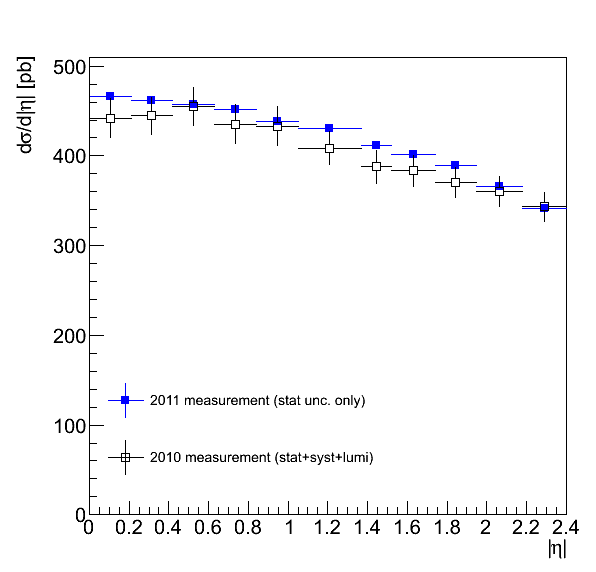 dσ/d|η| [pb]
500
400
300
200
100
0
2011 measurement (stat unc. only)
2010 measurement (stat+syst+lumi)
0 0.2 0.4 0.6 0.8 1 1.2 1.4 1.6 1.8 2 2.2 2.4
|η|